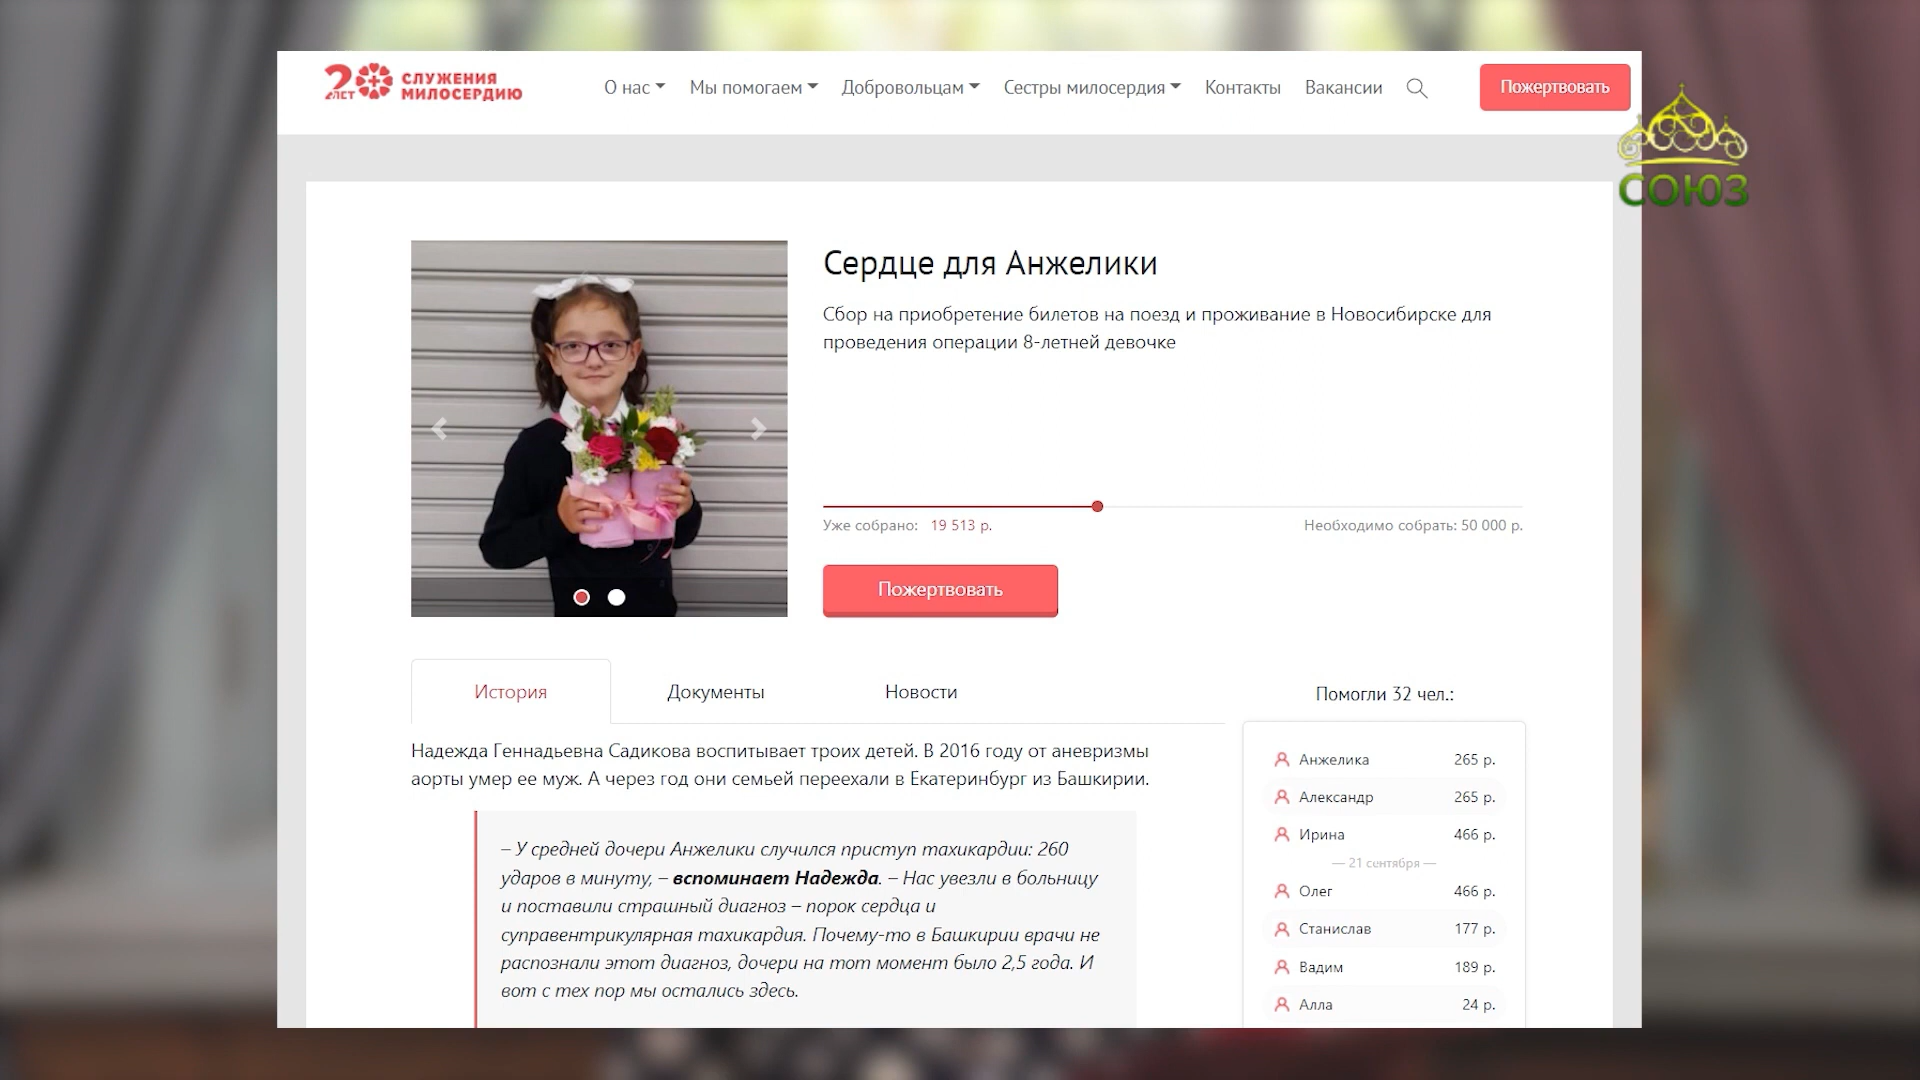 20 ЛЕТ СЛУЖЕНИЯ МИЛОСЕРДИЮ
О нас Мы помогаем Добровольцам Сестры милосердия Контакты Вакансии Пожертвовать
СОЮЗ
Сердце для Анжелики
Сбор на приобретение билетов на поезд и проживание в Новосибирске для
проведения операции 8-летней девочке
Уже собрано: 19 513 р. Необходимо собрать: 50 000 р.
Пожертвовать
История Документы Новости
Надежда Геннадьевна Садикова воспитывает троих детей. В 2016 году от аневризмы
аорты умер ее муж. А через год они семьей переехали в Екатеринбург из Башкирии.
– У средней дочери Анжелики случился приступ тахикардии: 260
ударов в минуту, – вспоминает Надежда. – Нас увезли в больницу
и поставили страшный диагноз – порок сердца и
суправентрикулярная тахикардия. Почему-то в Башкирии врачи не
распознали этот диагноз, дочери на тот момент было 2,5 года. И
вот с тех пор мы остались здесь.
Помогли 32 чел.:
Анжелика 265 р.
Александр 265 р.
Ирина 466 р.
— 21 сентября —
Олег 466 р.
Станислав 177 р.
Вадим 189 р.
Алла 24 р.